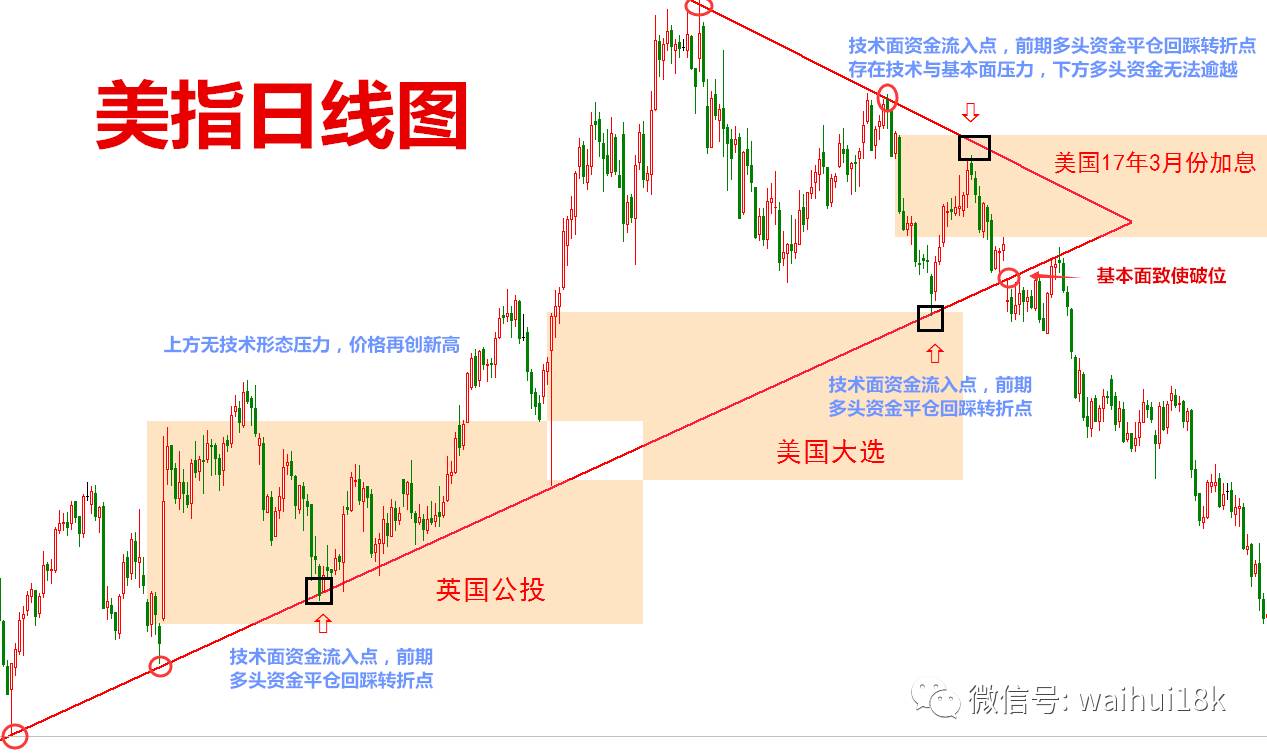 技术面资金流入点，前期多头资金平仓回踩转折点
存在技术与基本面压力，下方多头资金无法逾越
美指日线图
美国17年3月份加息
基本面致使破位
上方无技术形态压力，价格再创新高
技术面资金流入点，前期
多头资金平仓回踩转折点
美国大选
英国公投
技术面资金流入点，前期
多头资金平仓回踩转折点
微信号: waihui18k